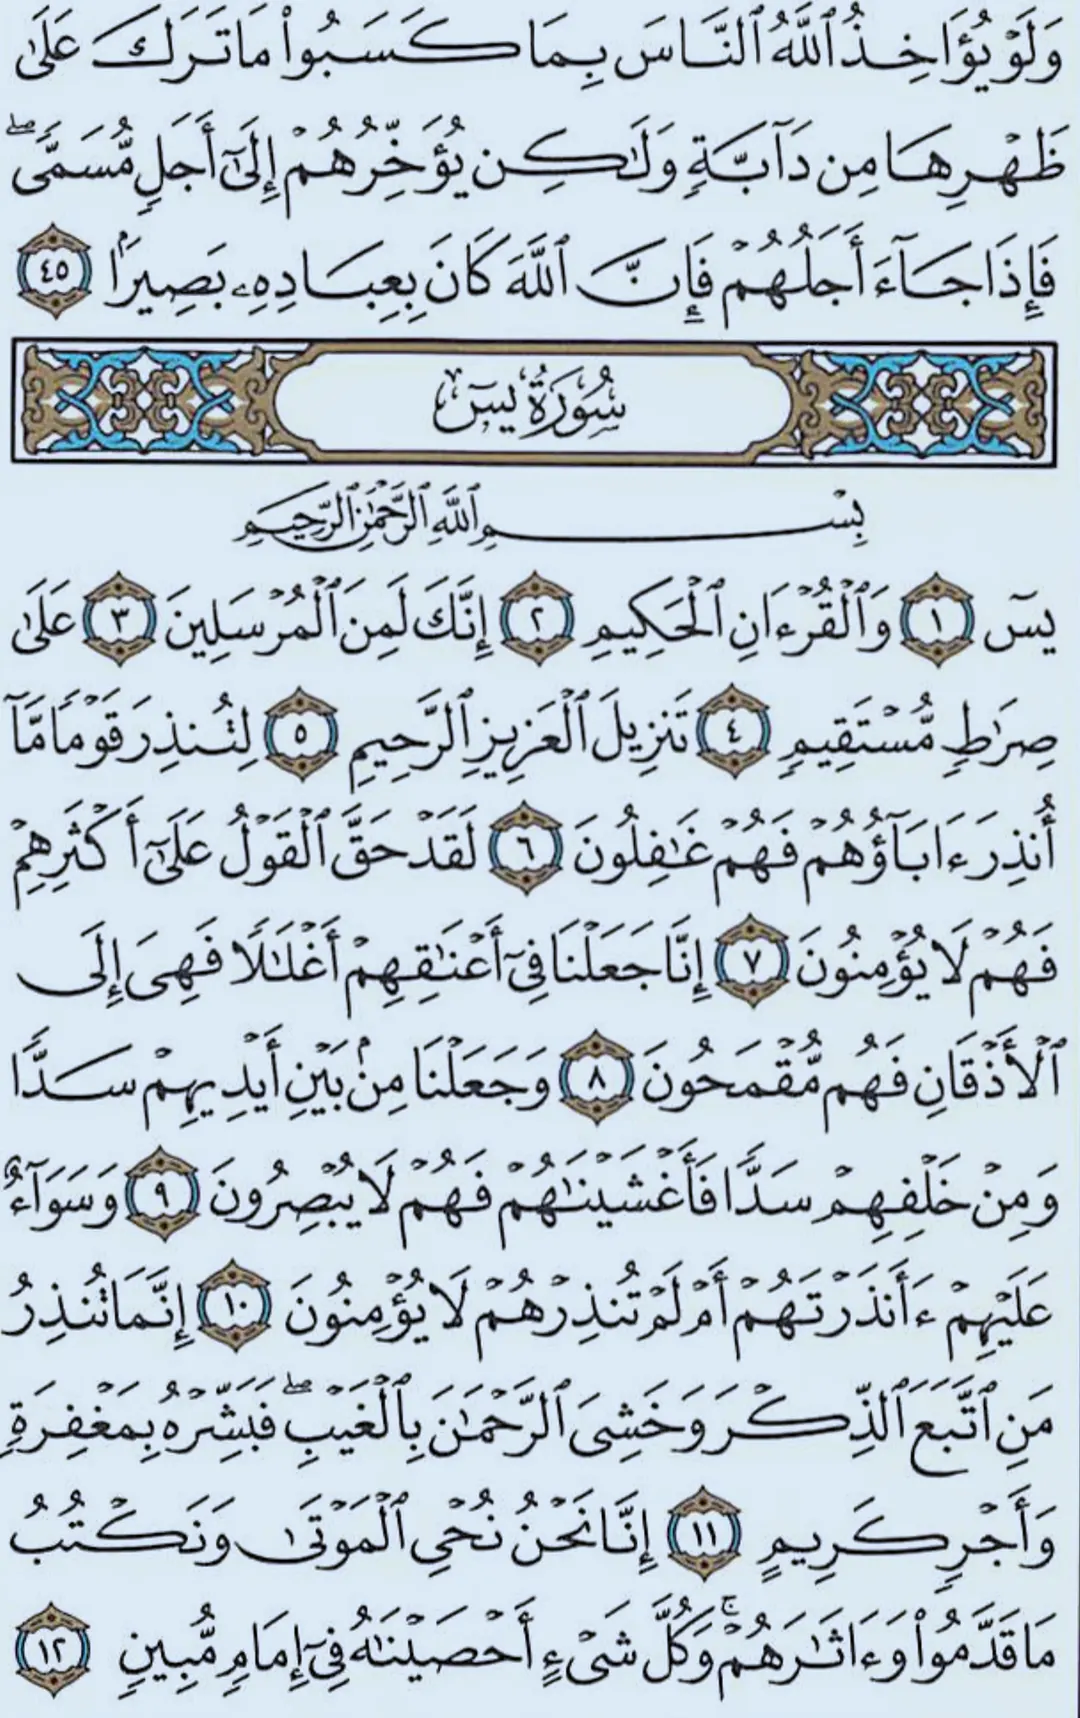 وَلَوۡ يُؤَاخِذُ ٱللَّهُ ٱلنَّاسَ بِمَا كَسَبُواْ مَا تَرَكَ عَلَىٰ
ظَهۡرِهَا مِن دَآبَّةٖ وَلَٰكِن يُؤَخِّرُهُمۡ إِلَىٰٓ أَجَلٖ مُّسَمّٗىۖ
فَإِذَا جَآءَ أَجَلُهُمۡ فَإِنَّ ٱللَّهَ كَانَ بِعِبَادِهِۦ بَصِيرَۢا ٤٥
سُورَةُ يسٓ
بِسۡمِ ٱللَّهِ ٱلرَّحۡمَٰنِ ٱلرَّحِيمِ
يسٓ ١ وَٱلۡقُرۡءَانِ ٱلۡحَكِيمِ ٢ إِنَّكَ لَمِنَ ٱلۡمُرۡسَلِينَ ٣ عَلَىٰ
صِرَٰطٖ مُّسۡتَقِيمٖ ٤ تَنزِيلَ ٱلۡعَزِيزِ ٱلرَّحِيمِ ٥ لِتُنذِرَ قَوۡمٗا مَّآ
أُنذِرَ ءَابَآؤُهُمۡ فَهُمۡ غَٰفِلُونَ ٦ لَقَدۡ حَقَّ ٱلۡقَوۡلُ عَلَىٰٓ أَكۡثَرِهِمۡ
فَهُمۡ لَا يُؤۡمِنُونَ ٧ إِنَّا جَعَلۡنَا فِيٓ أَعۡنَٰقِهِمۡ أَغۡلَٰلٗا فَهِيَ إِلَى
ٱلۡأَذۡقَانِ فَهُم مُّقۡمَحُونَ ٨ وَجَعَلۡنَا مِنۢ بَيۡنِ أَيۡدِيهِمۡ سَدّٗا
وَمِنۡ خَلۡفِهِمۡ سَدّٗا فَأَغۡشَيۡنَٰهُمۡ فَهُمۡ لَا يُبۡصِرُونَ ٩ وَسَوَآءٌ
عَلَيۡهِمۡ ءَأَنذَرۡتَهُمۡ أَمۡ لَمۡ تُنذِرۡهُمۡ لَا يُؤۡمِنُونَ ١٠ إِنَّمَا تُنذِرُ
مَنِ ٱتَّبَعَ ٱلذِّكۡرَ وَخَشِيَ ٱلرَّحۡمَٰنَ بِٱلۡغَيۡبِۖ فَبَشِّرۡهُ بِمَغۡفِرَةٖ
وَأَجۡرٖ كَرِيمٍ ١١ إِنَّا نَحۡنُ نُحۡيِ ٱلۡمَوۡتَىٰ وَنَكۡتُبُ
مَا قَدَّمُواْ وَءَاثَٰرَهُمۡۚ وَكُلَّ شَيۡءٍ أَحۡصَيۡنَٰهُ فِيٓ إِمَامٖ مُّبِينٖ ١٢